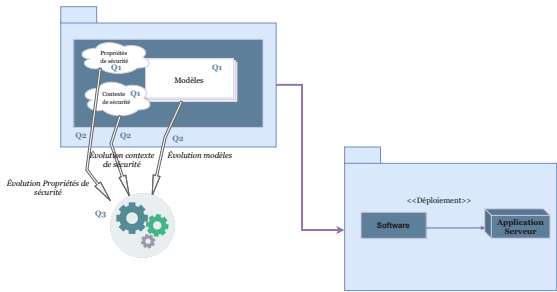 Propriétés
de sécurité
Q1
Q1
Modèles
Contexte
de sécurité
Q1
Q2
Q2
Q2
Évolution contexte
de sécurité
Évolution modèles
Évolution Propriétés de
sécurité
Q3
<<Déploiement>>
Software
Application
Serveur